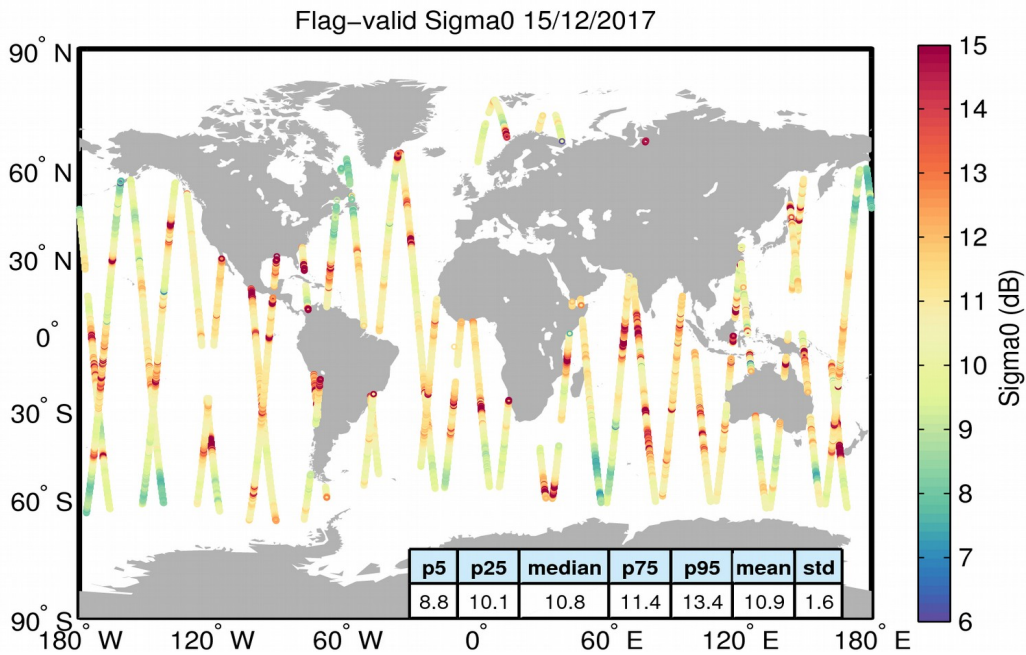 Flag−valid Sigma0 15/12/2017
90° N
60° N
30° N
0°
30° S
60° S
90° S
180° W
120° W
60° W
0°
60° E
120° E
180° E
p5 p25 median p75 p95 mean std
8.8 10.1 10.8 11.4 13.4 10.9 1.6
15
14
13
12
11
10
9
8
7
6
Sigma0 (dB)